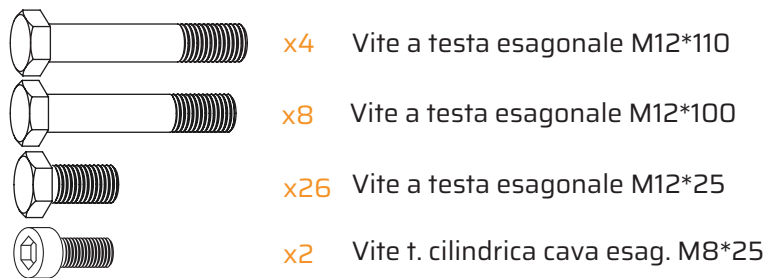 x4 Vite a testa esagonale M12*110
x8 Vite a testa esagonale M12*100
x26 Vite a testa esagonale M12*25
x2 Vite t. cilindrica cava esag. M8*25